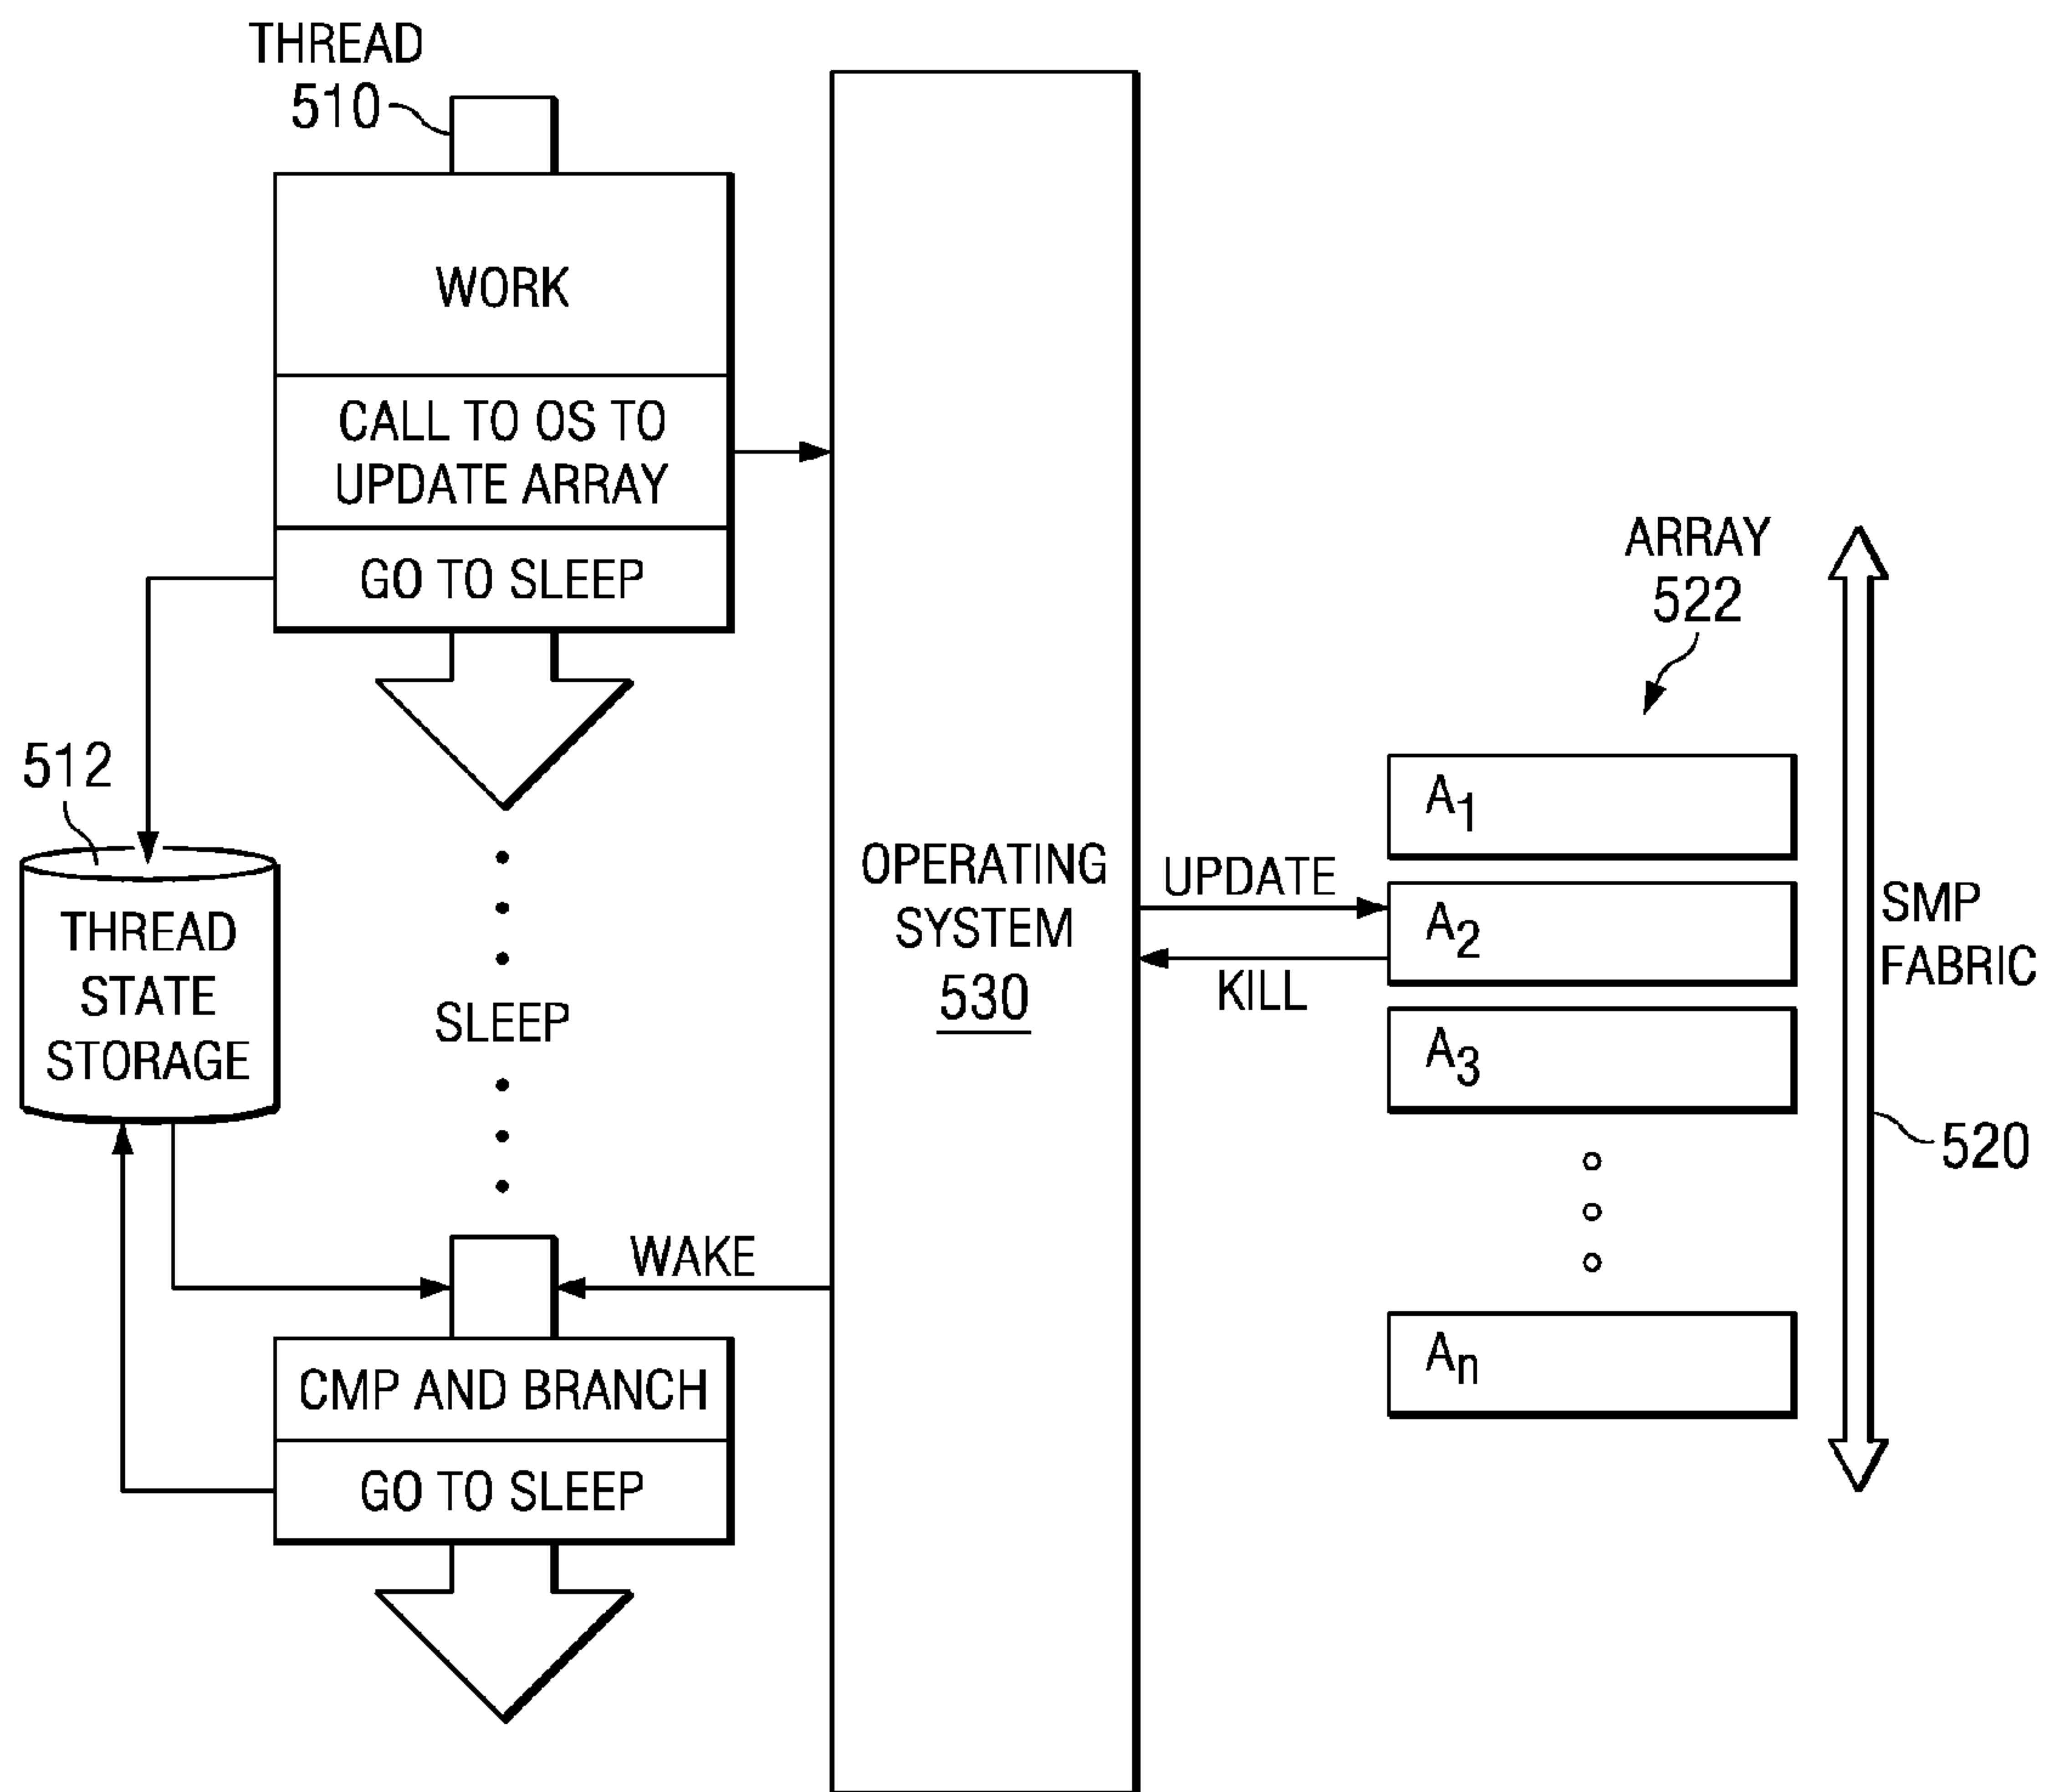 THREAD
510
WORK
CALL TO OS TO
UPDATE ARRAY
GO TO SLEEP
512
THREAD
STATE
STORAGE
SLEEP
WAKE
CMP AND BRANCH
GO TO SLEEP
OPERATING
SYSTEM
530
UPDATE
KILL
ARRAY
522
A1
A2
A3
An
SMP
FABRIC
520